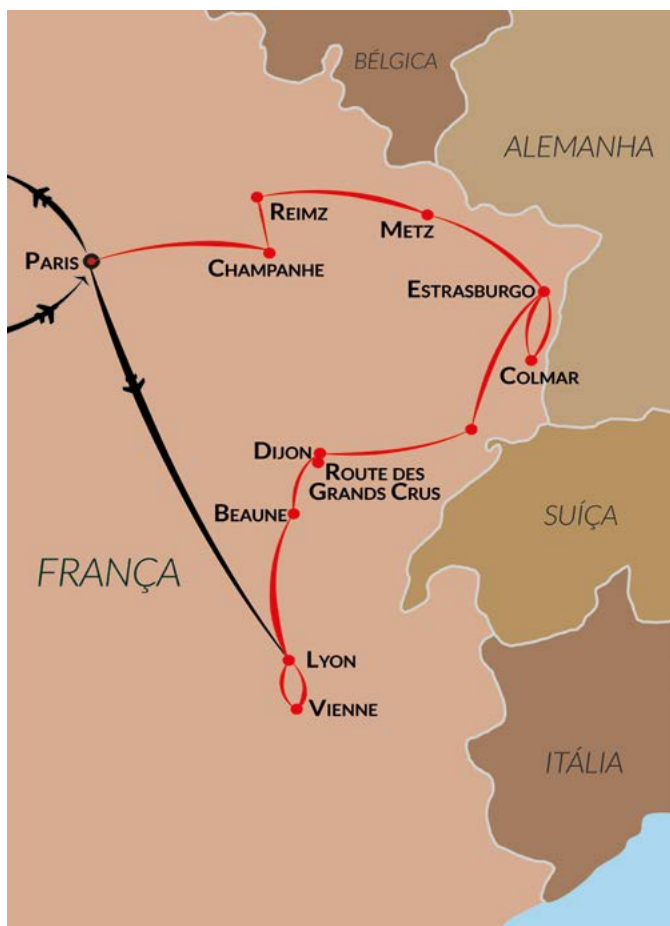 BÉLGICA
ALEMANHA
REIMZ
METZ
PARIS
CHAMPANHE
ESTRASBURGO
COLMAR
DIJON
ROUTE DES
GRANDS CRUS
BEAUNE
SUÍÇA
FRANÇA
LYON
VIENNE
ITÁLIA